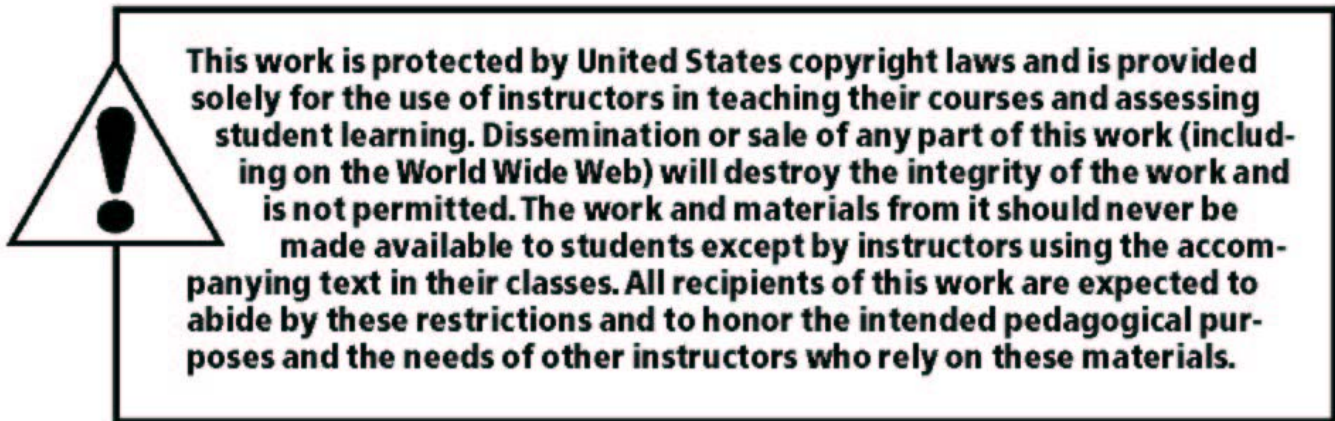 This work is protected by United States copyright laws and is provided
solely for the use of instructors in teaching their courses and assessing
student learning. Dissemination or sale of any part of this work (includ-
ing on the World Wide Web) will destroy the integrity of the work and
is not permitted. The work and materials from it should never be
made available to students except by instructors using the accom-
panying text in their classes. All recipients of this work are expected to
abide by these restrictions and to honor the intended pedagogical pur-
poses and the needs of other instructors who rely on these materials.